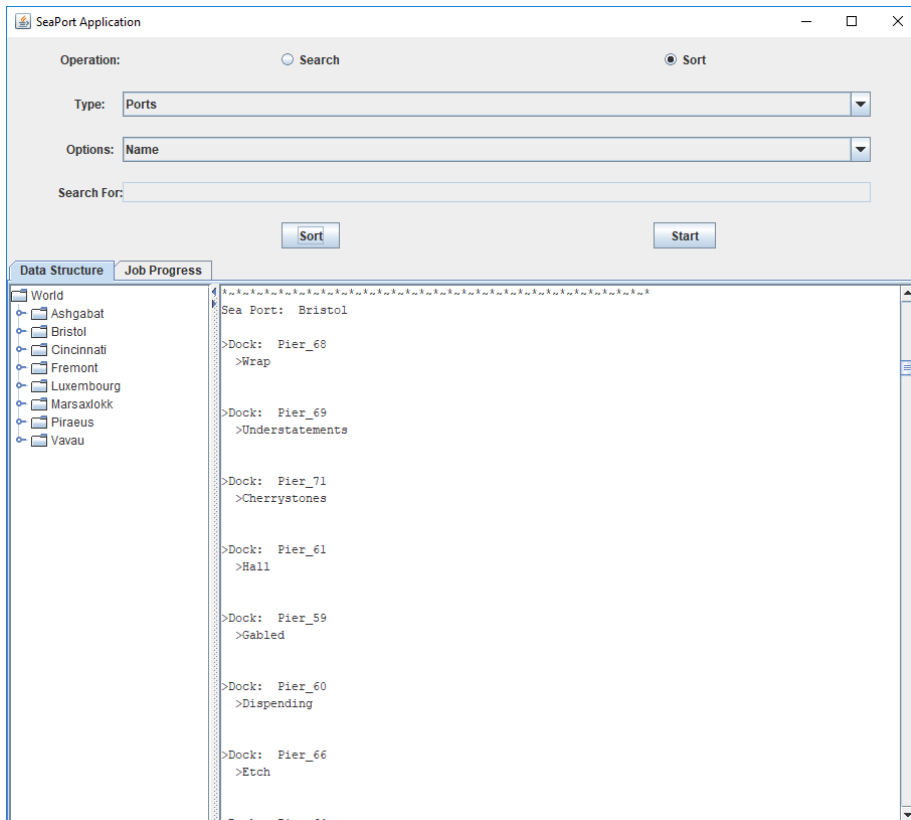 SeaPort Application
Operation: Search Sort
Type: Ports
Options: Name
Search For:
Sort Start
Data Structure Job Progress
World
Ashgabat
Bristol
Cincinnati
Fremont
Luxembourg
Marsaxlokk
Piraeus
Vavau
*~*~*~*~*~*~*~*~*~*~*~*~*~*~*~*~*~*~*~*~*~*~*~*~*~*~*~*~*~*~*
Sea Port:  Bristol
>Dock:  Pier_68
>Wrap
>Dock:  Pier_69
>Understatements
>Dock:  Pier_71
>Cherrystones
>Dock:  Pier_61
>Hall
>Dock:  Pier_59
>Gabled
>Dock:  Pier_60
>Dispending
>Dock:  Pier_66
>Etch